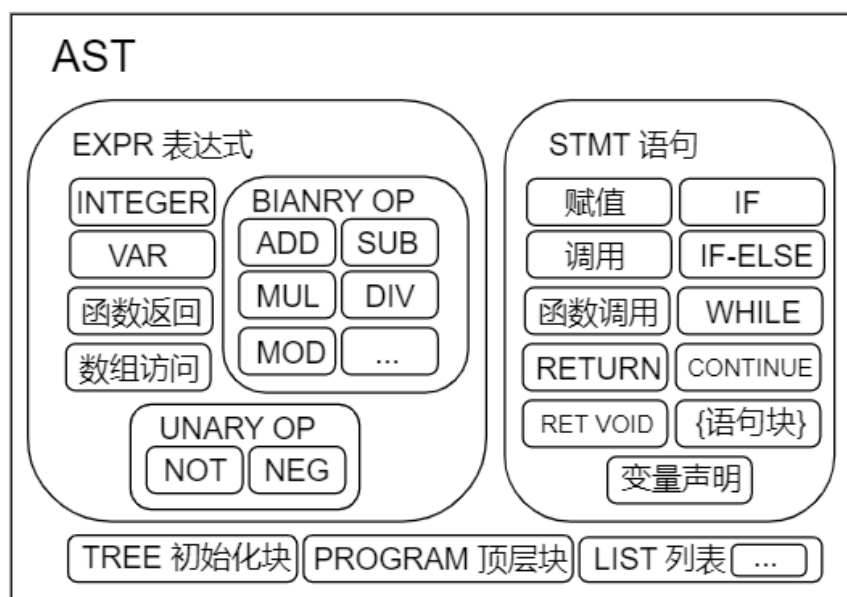 AST
EXPR 表达式
INTEGER
VAR
函数返回
数组访问
BIANRY OP
ADD
SUB
MUL
DIV
MOD
...
UNARY OP
NOT
NEG
STMT 语句
赋值
IF
调用
IF-ELSE
函数调用
WHILE
RETURN
CONTINUE
RET VOID
{语句块}
变量声明
TREE 初始化块
PROGRAM 顶层块
LIST 列表
...